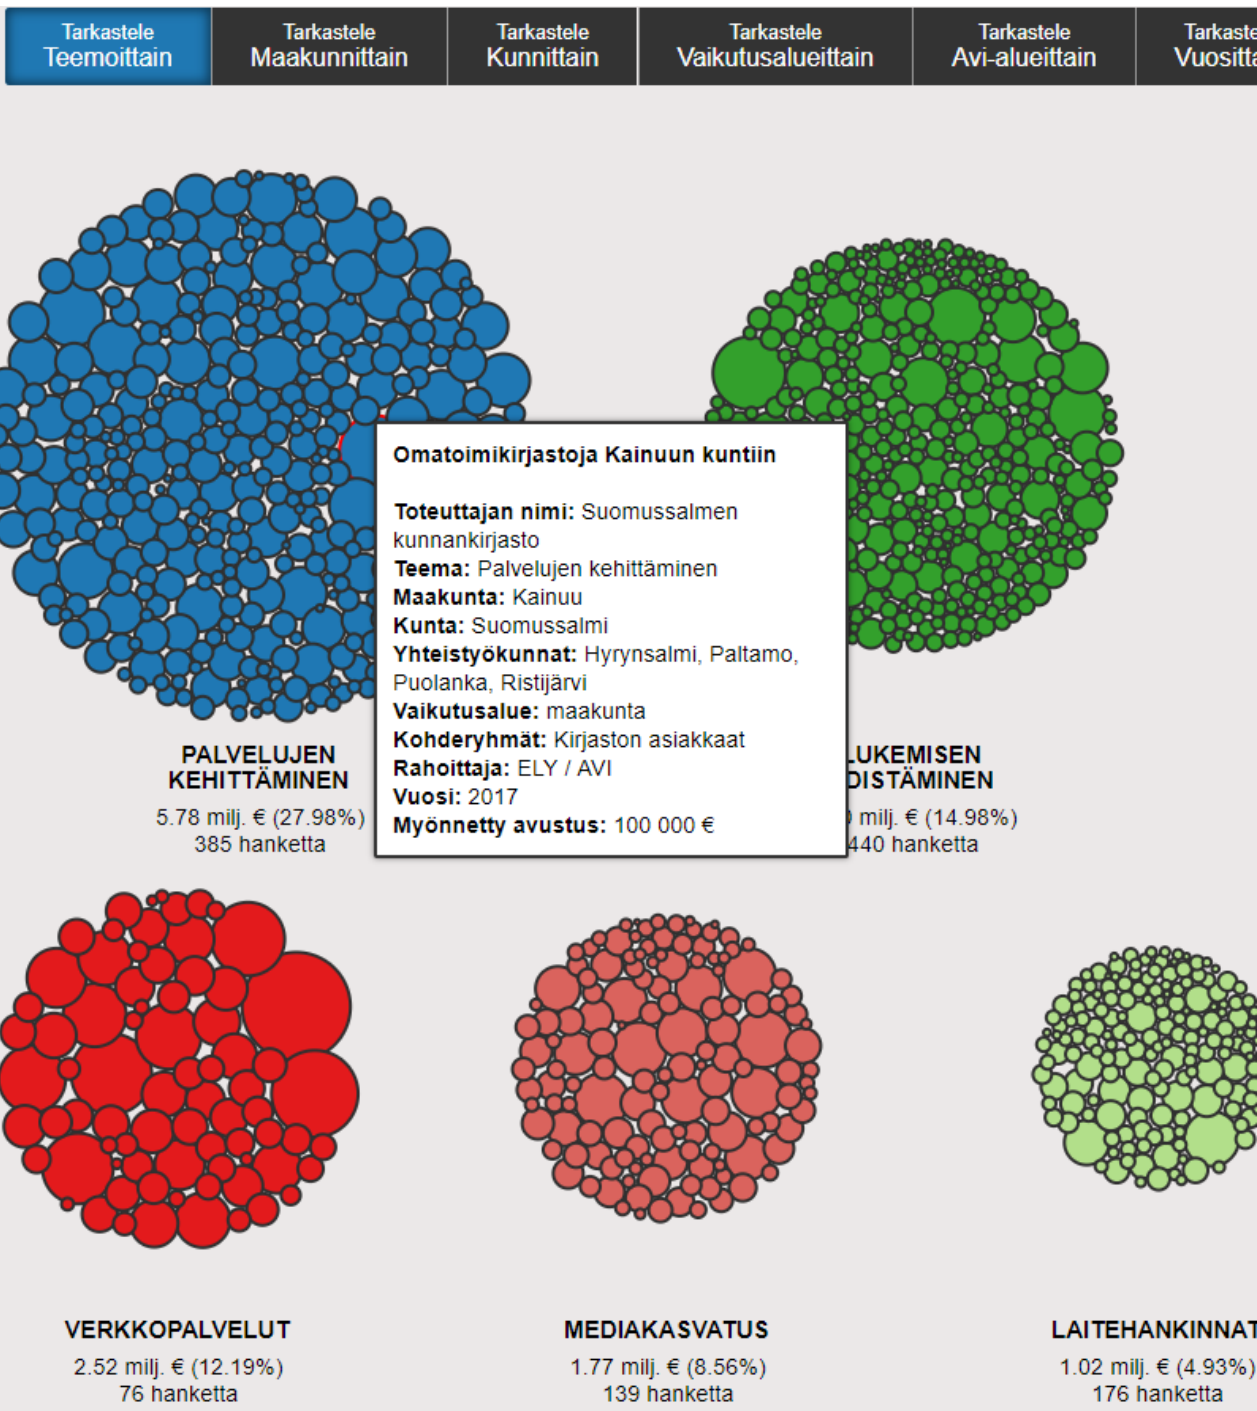 Tarkastele
Teemoittain
Tarkastele
Maakunnittain
Tarkastele
Kunnittain
Tarkastele
Vaikutusalueittain
Tarkastele
Avi-alueittain
Omatoimikirjastoja Kainuun kuntiin
Toteuttajan nimi: Suomussalmen
kunnankirjasto
Teema: Palvelujen kehittäminen
Maakunta: Kainuu
Kunta: Suomussalmi
Yhteistyökunnat: Hyrynsalmi, Paltamo,
Puolanka, Ristijärvi
Vaikutusalue: maakunta
Kohderyhmät: Kirjaston asiakkaat
Rahoittaja: ELY / AVI
Vuosi: 2017
Myönnetty avustus: 100 000 €
PALVELUJEN
KEHITTÄMINEN
5.78 milj. € (27.98%)
385 hanketta
LUKEMISEN
milj. € (14.98%)
440 hanketta
VERKKOPALVELUT
2.52 milj. € (12.19%)
76 hanketta
MEDIAKASVATUS
1.77 milj. € (8.56%)
139 hanketta
LAITEHANKINNAT
1.02 milj. € (4.93%)
176 hanketta